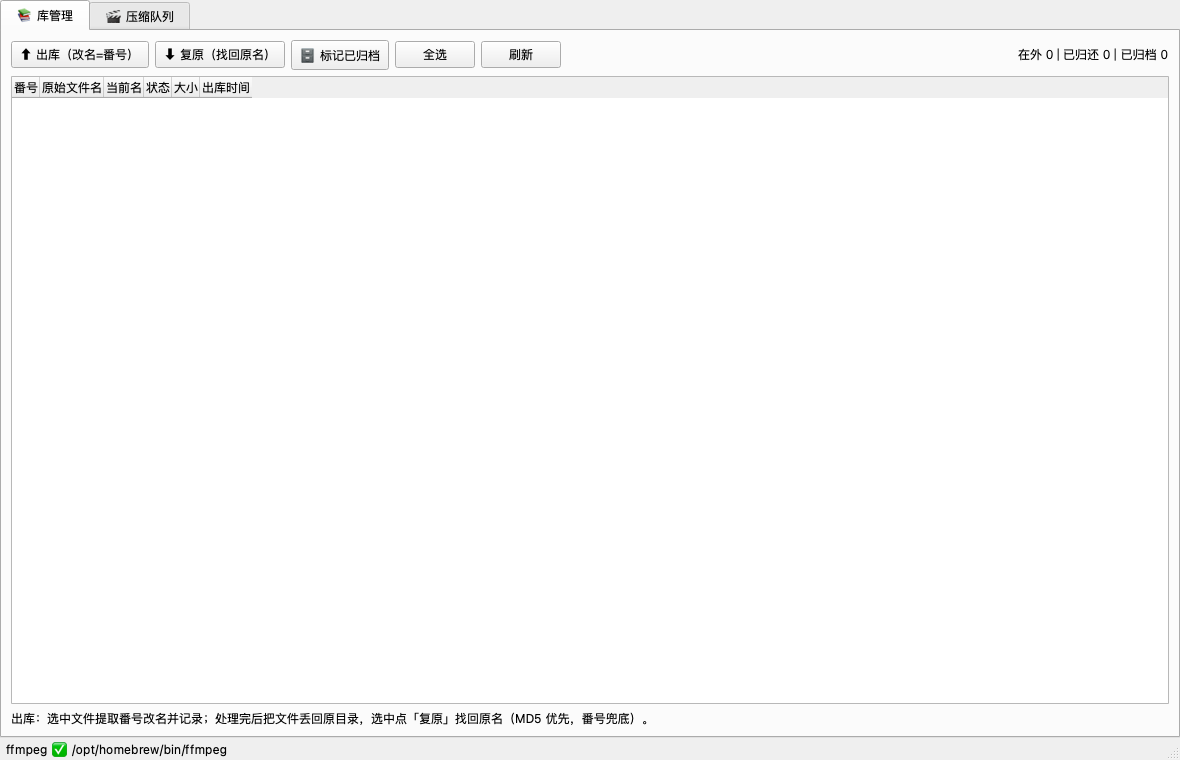 库管理 压缩队列
出库（改名=番号） 复原（找回原名） 标记已归档 全选 刷新 在外 0 | 已归还 0 | 已归档 0
番号 原始文件名 当前名 状态 大小 出库时间
出库：选中文件提取番号改名并记录；处理完后把文件丢回原目录，选中点「复原」找回原名（MD5 优先，番号兜底）。
ffmpeg ✅ /opt/homebrew/bin/ffmpeg